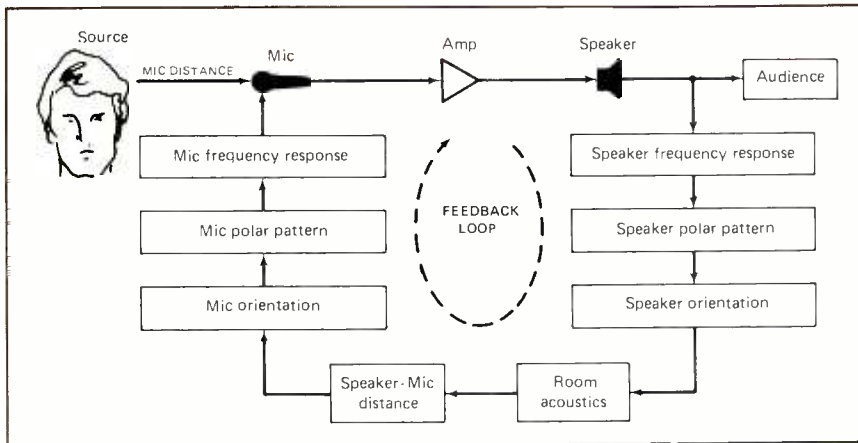 Source
Mic
Amp
Speaker
MIC DISTANCE
Audience
Mic frequency response
Speaker frequency response
Mic polar pattern
FEEDBACK
LOOP
Speaker polar pattern
Mic orientation
Speaker orientation
Speaker-Mic
distance
Room
acoustics